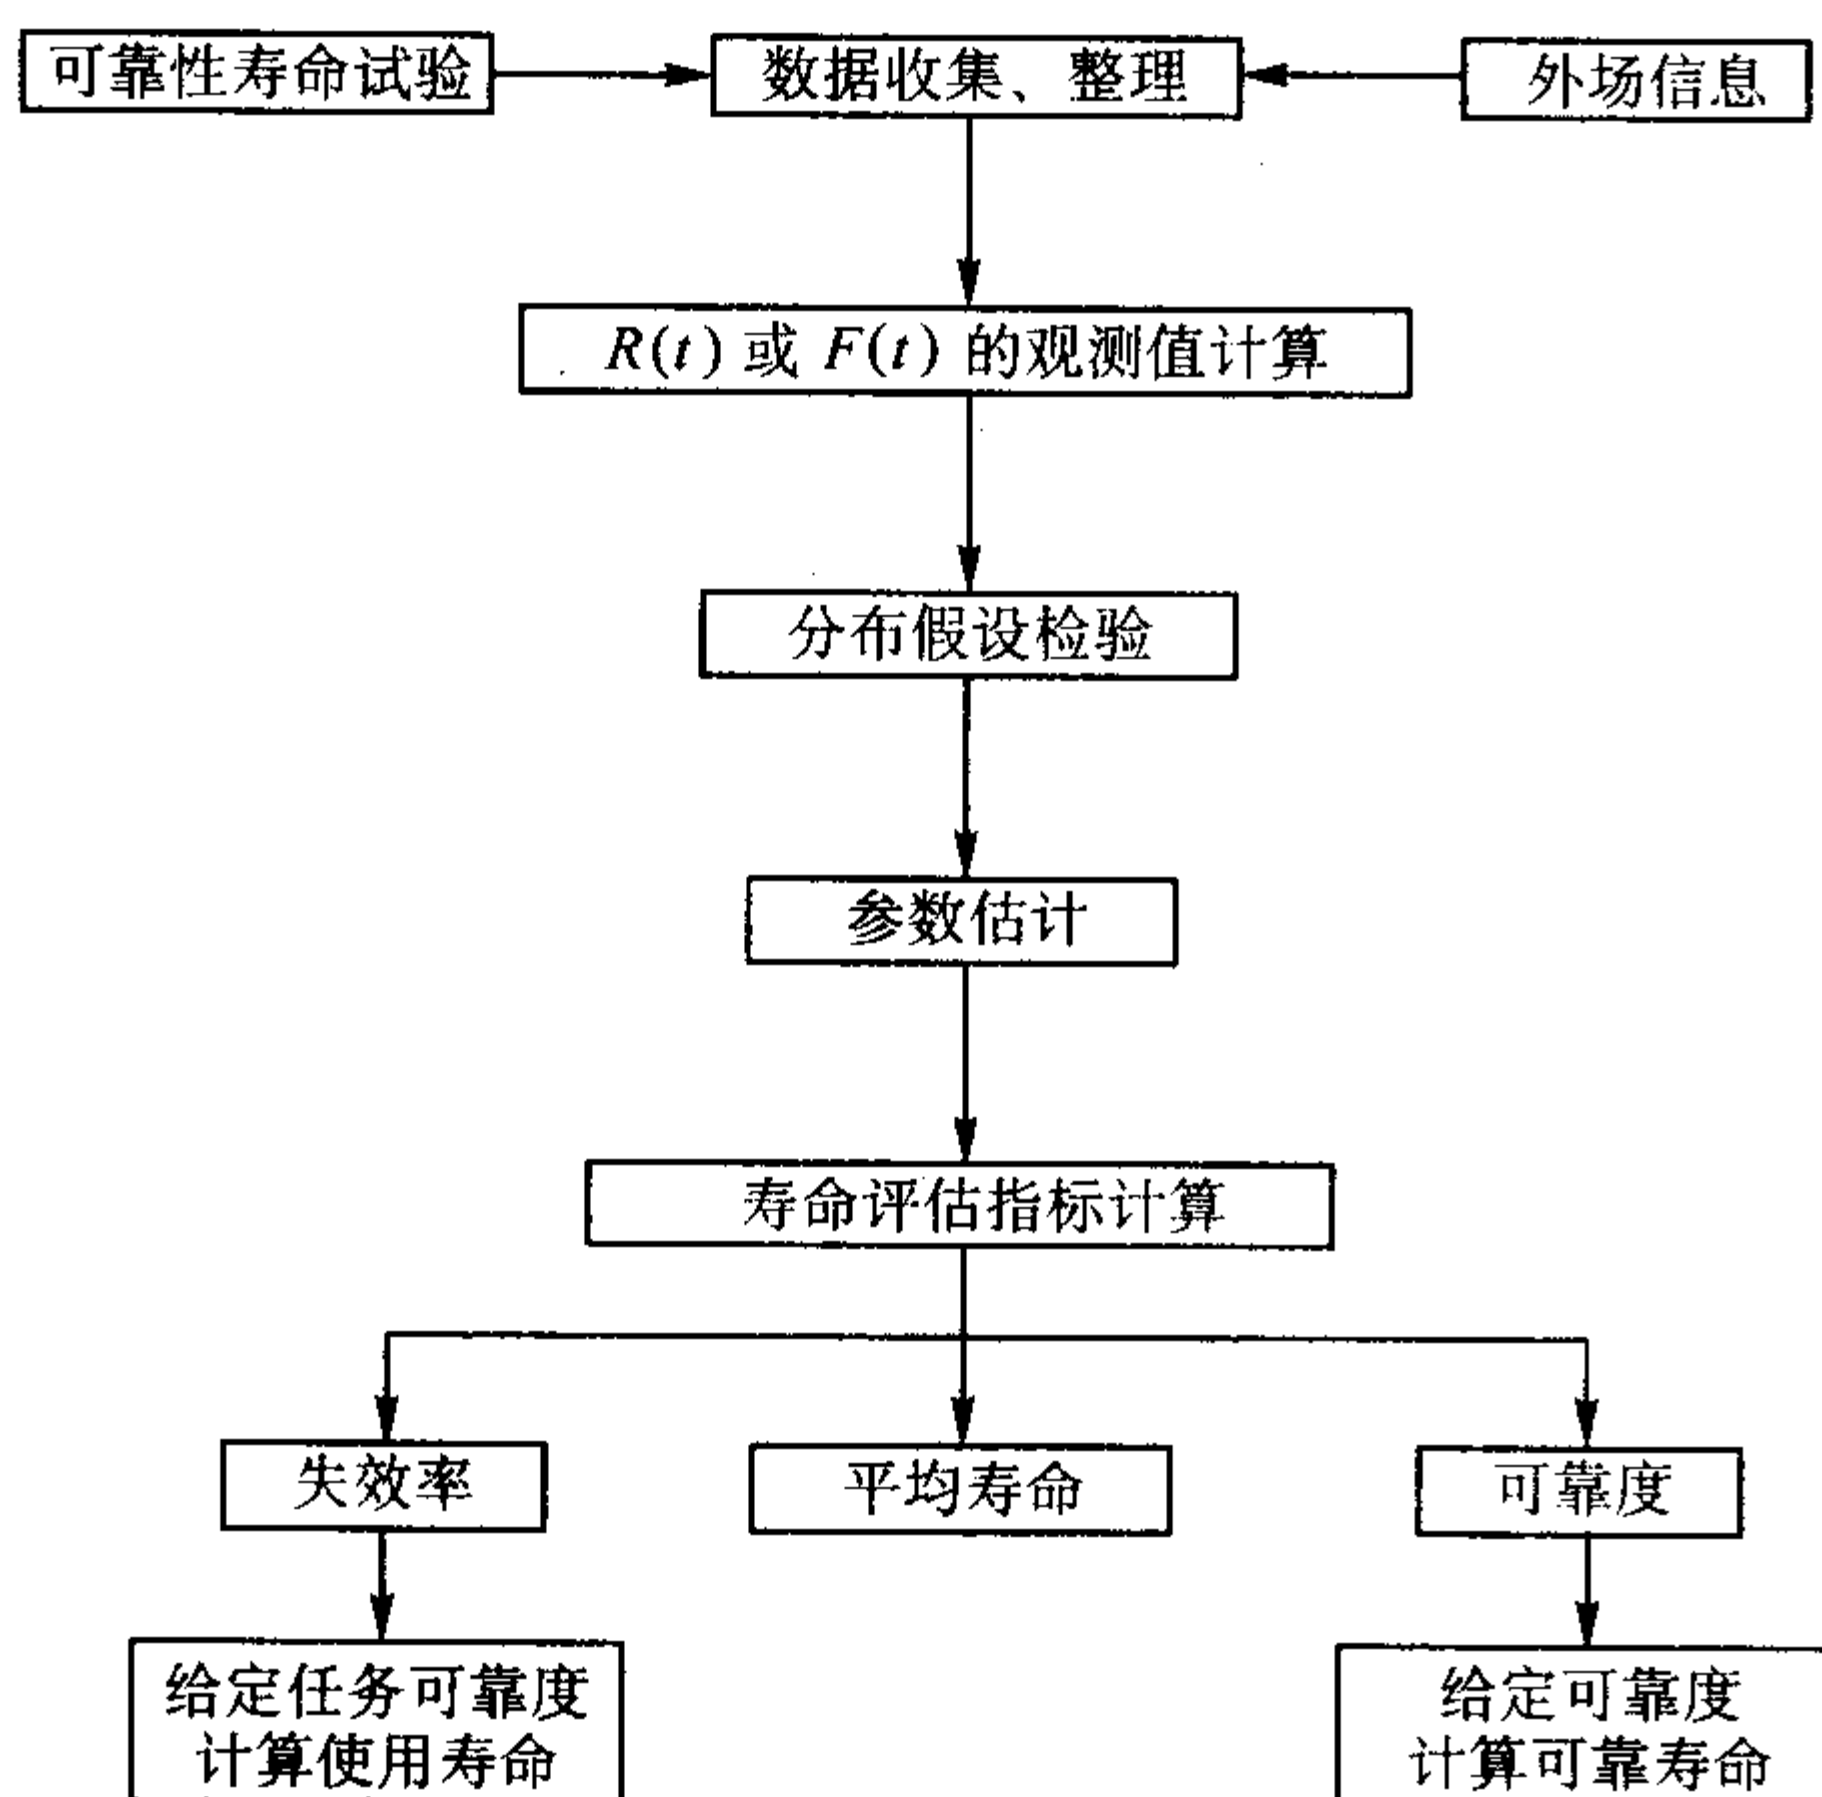 可靠性寿命试验
数据收集、整理
外场信息
R(t) 或 F(t) 的观测值计算
分布假设检验
参数估计
寿命评估指标计算
失效率
平均寿命
可靠度
给定任务可靠度
计算使用寿命
给定可靠度
计算可靠寿命